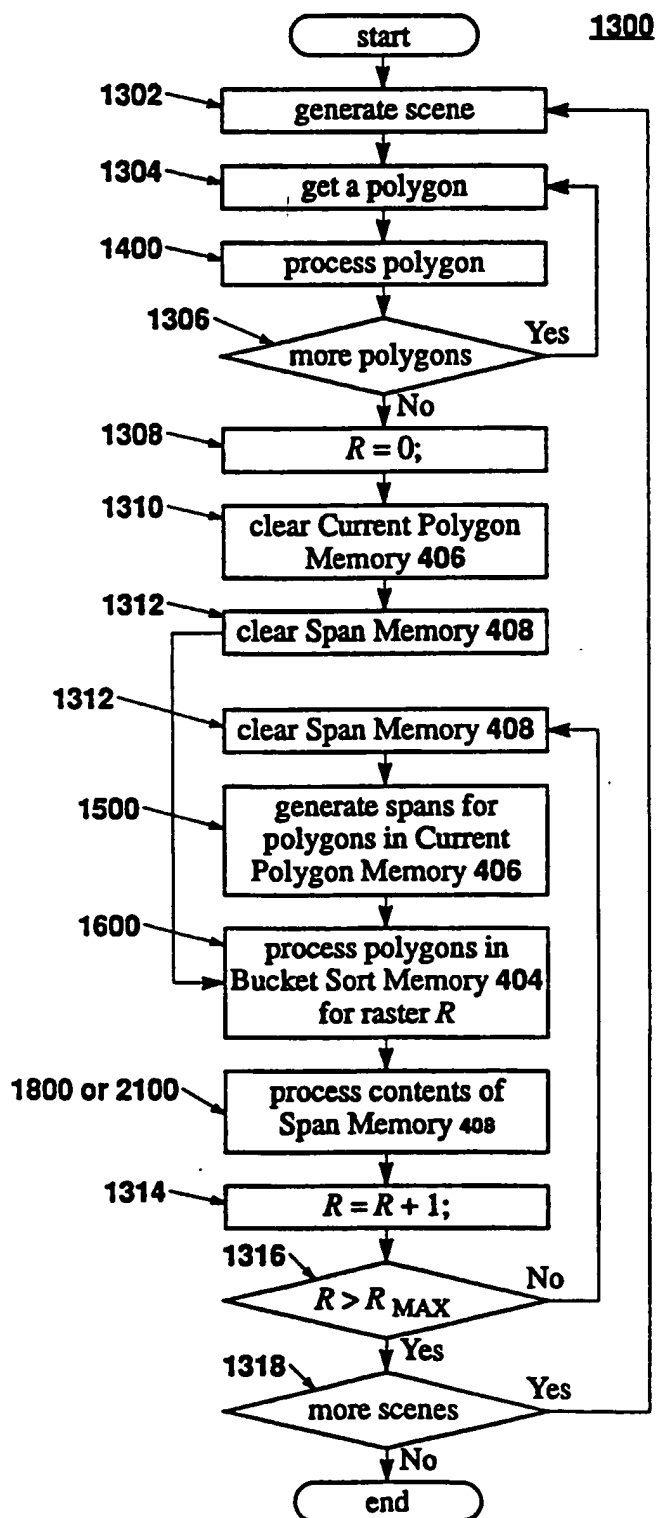 1300
start
1302
generate scene
1304
get a polygon
1400
process polygon
1306
more polygons
Yes
No
1308
R = 0;
1310
clear Current Polygon
Memory 406
1312
clear Span Memory 408
1312
clear Span Memory 408
1500
generate spans for
polygons in Current
Polygon Memory 406
1600
process polygons in
Bucket Sort Memory 404
for raster R
1800 or 2100
process contents of
Span Memory 408
1314
R = R + 1;
1316
R > R MAX
No
Yes
1318
more scenes
Yes
No
end